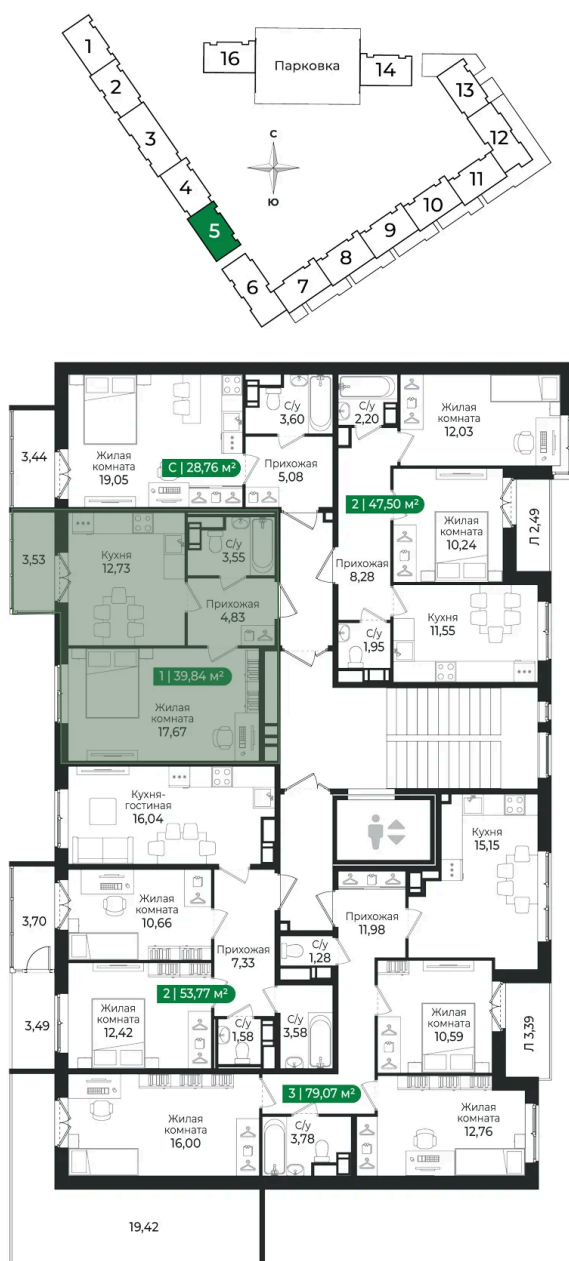 1
2
3
4
5
6
7
8
9
10
11
12
13
14
16
Парковка
С
Ю
3,44
Жилая
комната
19,05
С | 28,76 м²
С/у
3,60
Прихожая
5,08
С/у
2,20
Жилая
комната
12,03
2 | 47,50 м²
Жилая
комната
10,24
Л 2,49
3,53
Кухня
12,73
С/у
3,55
Прихожая
4,83
Прихожая
8,28
С/у
1,95
Кухня
11,55
1 | 39,84 м²
Жилая
комната
17,67
Кухня-
гостиная
16,04
Кухня
15,15
3,70
Жилая
комната
10,66
Прихожая
7,33
Прихожая
11,98
С/у
1,28
3,49
Жилая
комната
12,42
2 | 53,77 м²
С/у
1,58
С/у
3,58
Жилая
комната
10,59
Л 3,39
3 | 79,07 м²
Жилая
комната
16,00
С/у
3,78
Жилая
комната
12,76
19,42